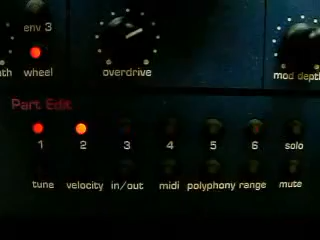 env 3
th wheel overdrive mod depth
Part Edit
1 2 3 4 5 6 solo
tune velocity in/out midi polyphony range mute